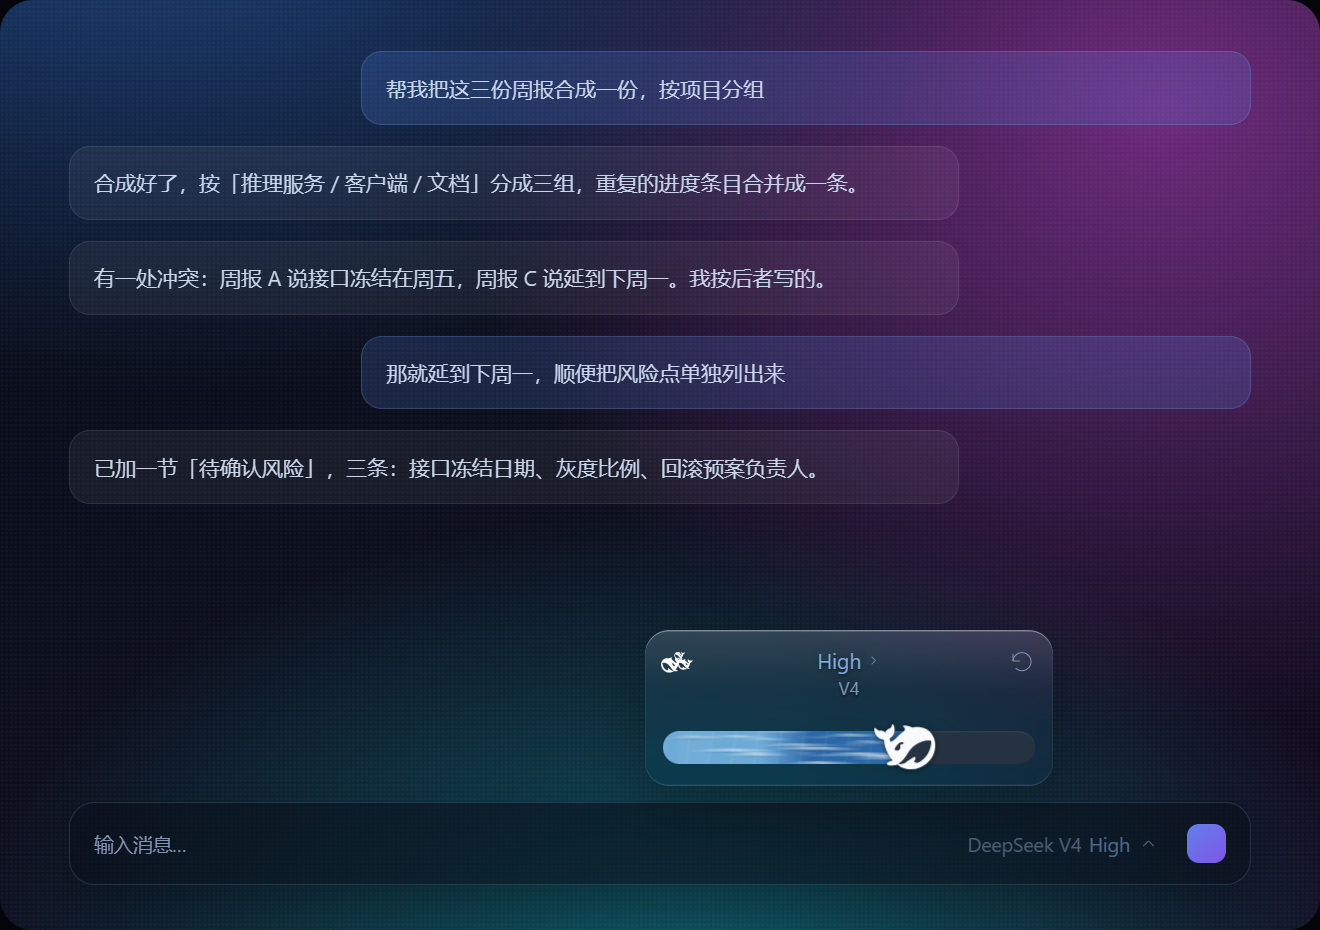 帮我把这三份周报合成一份，按项目分组
合成好了，按「推理服务 / 客户端 / 文档」分成三组，重复的进度条目合并成一条。
有一处冲突：周报 A 说接口冻结在周五，周报 C 说延到下周一。我按后者写的。
那就延到下周一，顺便把风险点单独列出来
已加一节「待确认风险」，三条：接口冻结日期、灰度比例、回滚预案负责人。
High
V4
输入消息...
DeepSeek V4 High